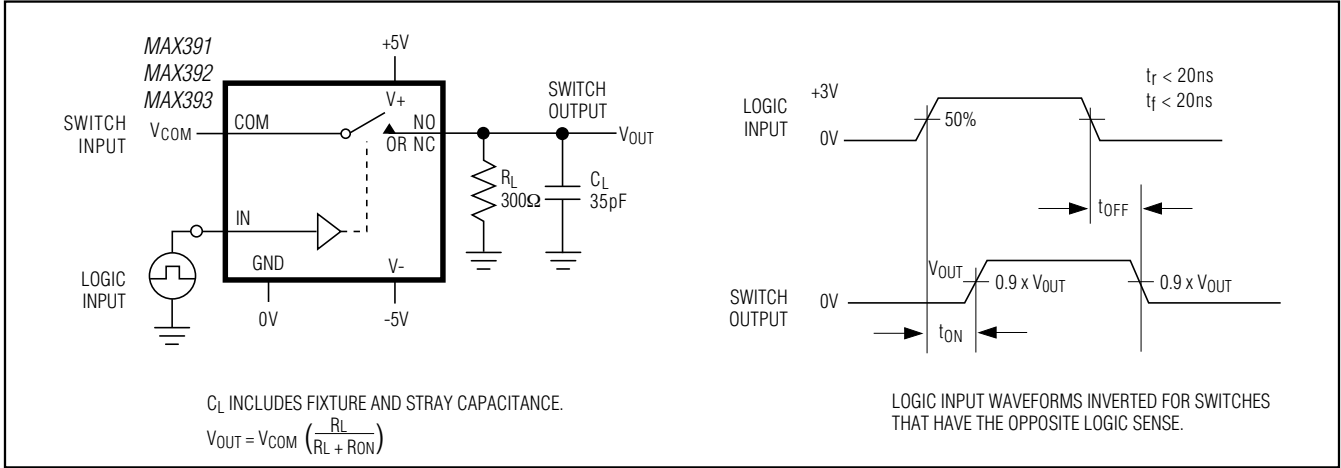 MAX391
MAX392
MAX393
+5V
V+
SWITCH
INPUT
VCOM
COM
NO
OR NC
SWITCH
OUTPUT
VOUT
RL
300Ω
CL
35pF
IN
LOGIC
INPUT
GND
V-
0V
-5V
CL INCLUDES FIXTURE AND STRAY CAPACITANCE.
VOUT = VCOM (RL / RL + RON)
LOGIC
INPUT
+3V
0V
50%
tr < 20ns
tf < 20ns
tOFF
SWITCH
OUTPUT
VOUT
0V
0.9 x VOUT
0.9 x VOUT
tON
LOGIC INPUT WAVEFORMS INVERTED FOR SWITCHES
THAT HAVE THE OPPOSITE LOGIC SENSE.